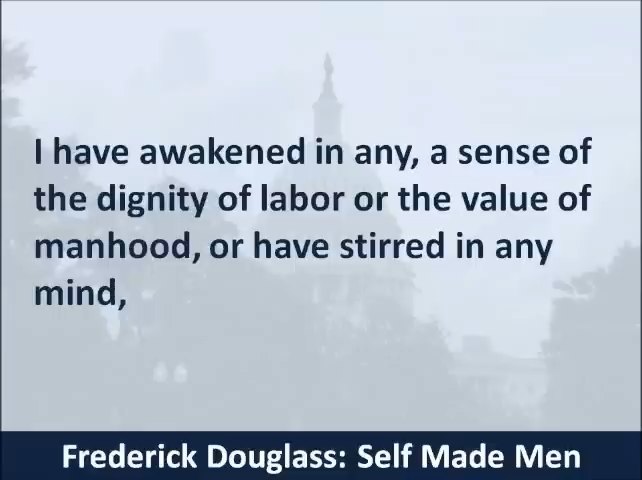 I have awakened in any, a sense of
the dignity of labor or the value of
manhood, or have stirred in any
mind,
Frederick Douglass: Self Made Men